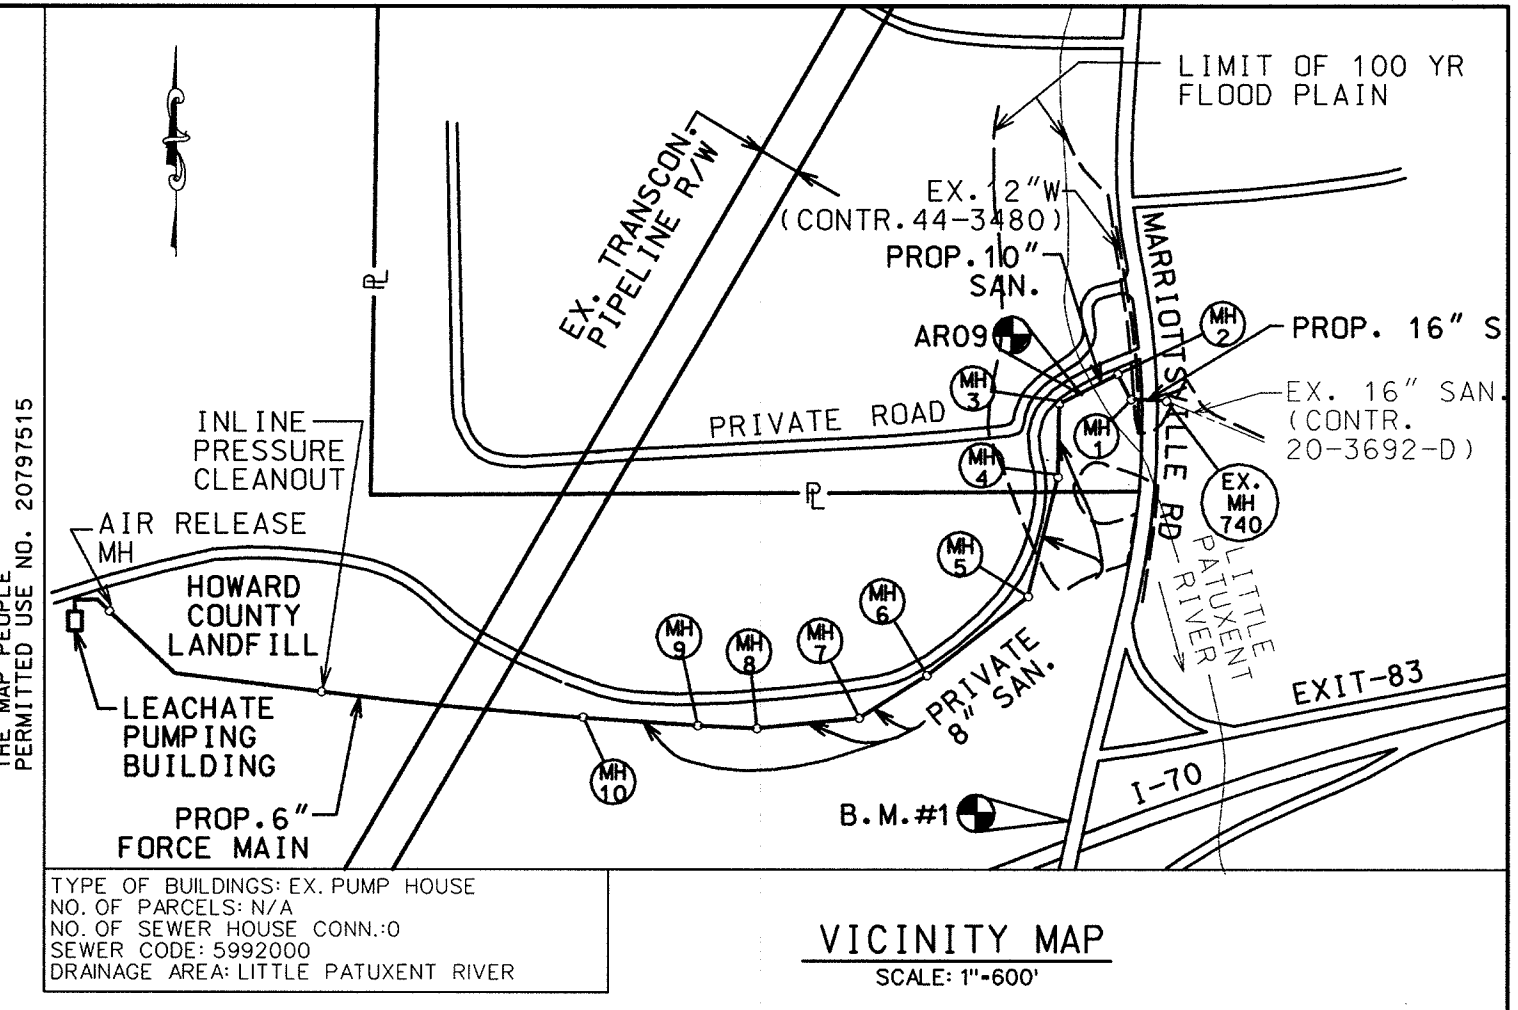 THE MAP PEOPLE
PERMITTED USE NO. 20797515
LIMIT OF 100 YR
FLOOD PLAIN
EX. TRANSCON.
PIPELINE R/W
EX. 12"W
(CONTR.44-3480)
PROP.10"
SAN.
MARRIOTTSVILLE RD
PL
AR09
MH
2
PROP. 16" S
MH
3
EX. 16" SAN.
(CONTR.
20-3692-D)
PRIVATE ROAD
MH
1
INLINE
PRESSURE
CLEANOUT
MH
4
PL
EX.
MH
740
AIR RELEASE
MH
MH
5
LITTLE
PATUXENT
RIVER
HOWARD
COUNTY
LANDFILL
MH
6
MH
9
MH
8
MH
7
PRIVATE
8" SAN.
EXIT-83
LEACHATE
PUMPING
BUILDING
MH
10
I-70
PROP.6"
FORCE MAIN
B.M.#1
TYPE OF BUILDINGS: EX. PUMP HOUSE
NO. OF PARCELS: N/A
NO. OF SEWER HOUSE CONN.:0
SEWER CODE: 5992000
DRAINAGE AREA: LITTLE PATUXENT RIVER
VICINITY MAP
SCALE: 1"-600'